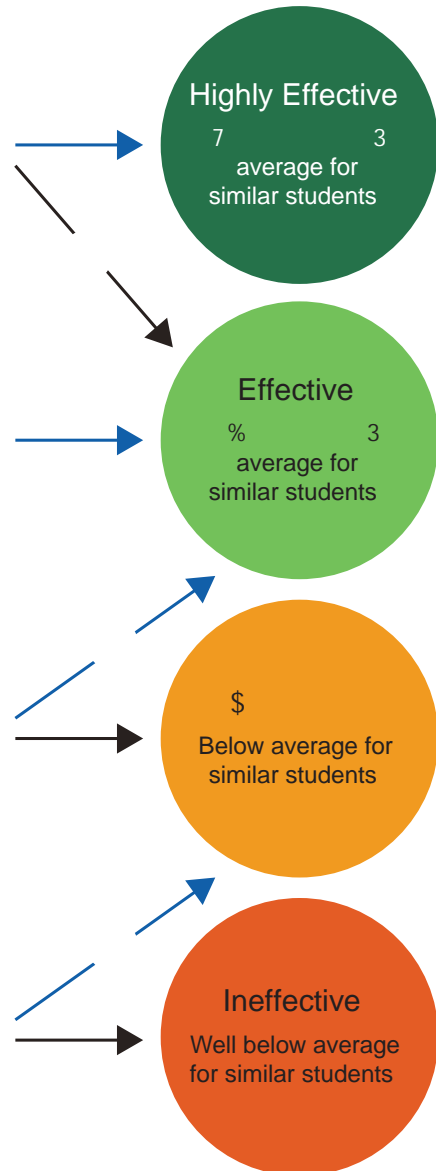 Highly Effective
7 3
average for
similar students
Effective
% 3
average for
similar students
$
Below average for
similar students
Ineffective
Well below average
for similar students